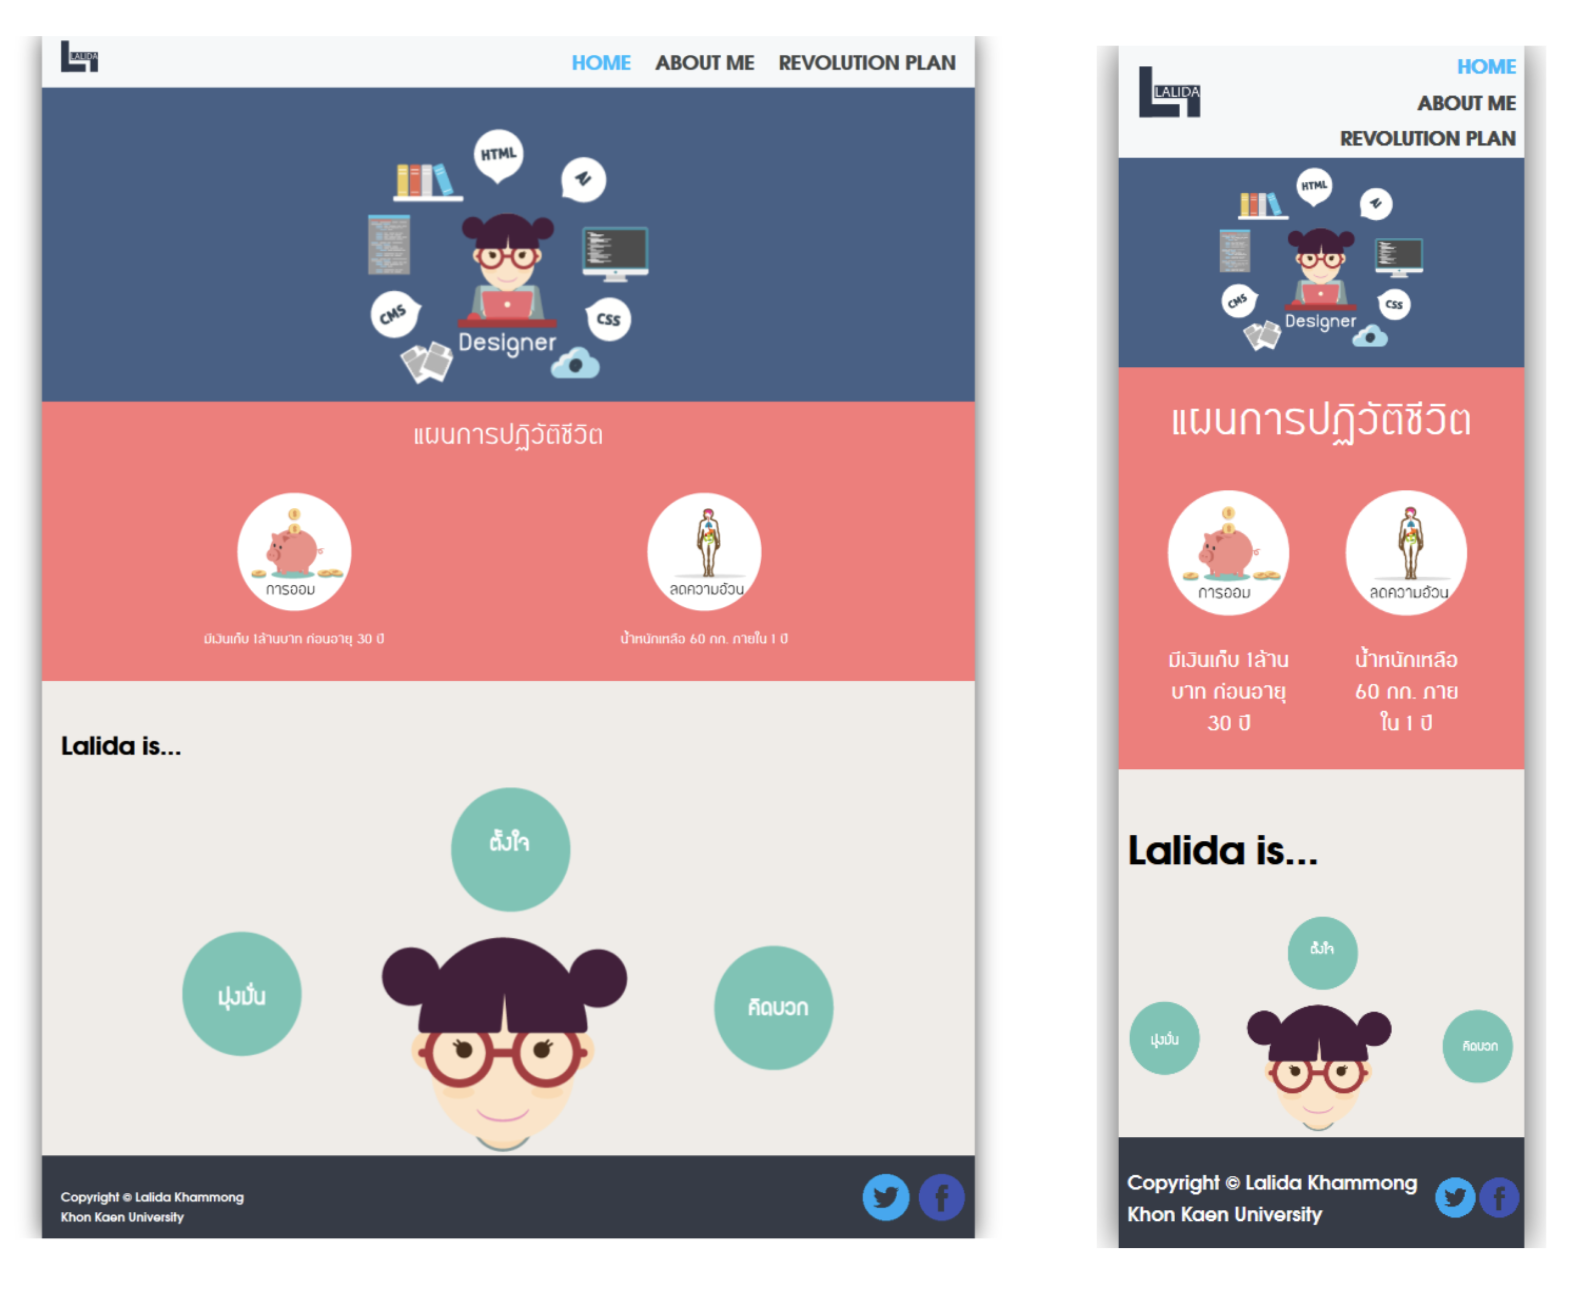 LALIDA
HOME ABOUT ME REVOLUTION PLAN
HTML
CMS
CSS
Designer
แผนการปฏิวัติชีวิต
การออม
ลดความอ้วน
มีเงินเก็บ 1ล้านบาท ก่อนอายุ 30 ปี
น้ำหนักเหลือ 60 กก. ภายใน 1 ปี
Lalida is...
ตั้งใจ
มุ่งมั่น
คิดบวก
Copyright © Lalida Khammong
Khon Kaen University
LALIDA
HOME
ABOUT ME
REVOLUTION PLAN
HTML
CMS
CSS
Designer
แผนการปฏิวัติชีวิต
การออม
ลดความอ้วน
มีเงินเก็บ 1ล้าน
บาท ก่อนอายุ
30 ปี
น้ำหนักเหลือ
60 กก. ภาย
ใน 1 ปี
Lalida is...
ตั้งใจ
มุ่งมั่น
คิดบวก
Copyright © Lalida Khammong
Khon Kaen University